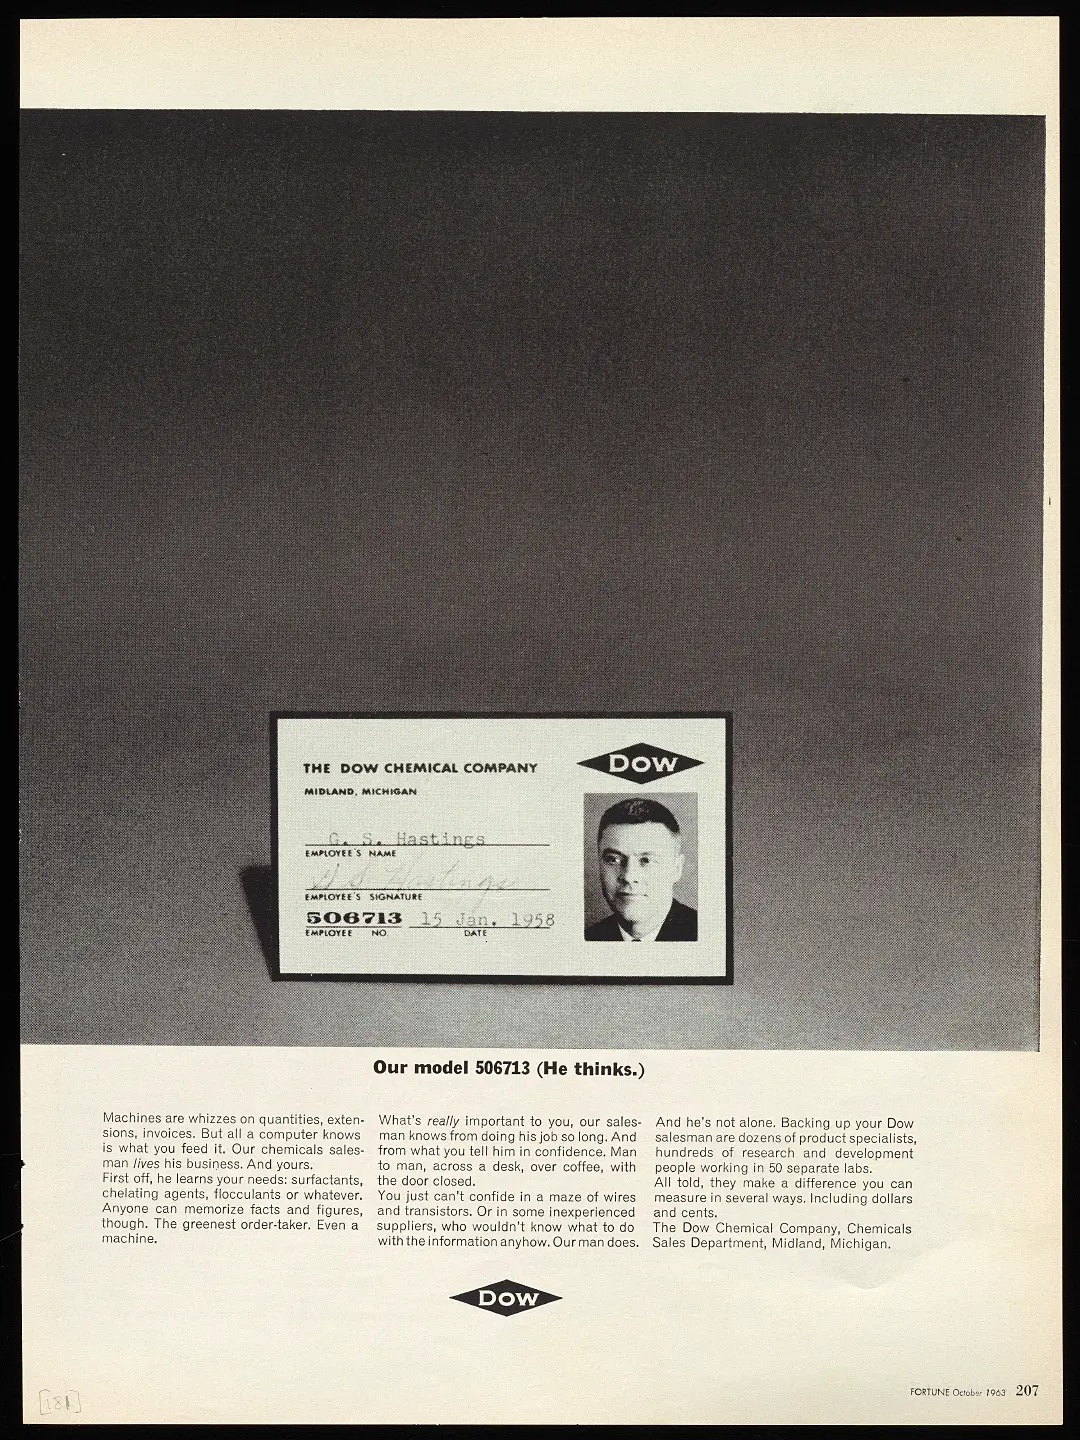 THE DOW CHEMICAL COMPANY
MIDLAND, MICHIGAN
DOW
G. S. Hastings
EMPLOYEE'S NAME
G S Hastings
EMPLOYEE'S SIGNATURE
506713 15 Jan. 1958
EMPLOYEE NO. DATE
Our model 506713 (He thinks.)
Machines are whizzes on quantities, exten-
sions, invoices. But all a computer knows
is what you feed it. Our chemicals sales-
man lives his business. And yours.
First off, he learns your needs: surfactants,
chelating agents, flocculants or whatever.
Anyone can memorize facts and figures,
though. The greenest order-taker. Even a
machine.
What's really important to you, our sales-
man knows from doing his job so long. And
from what you tell him in confidence. Man
to man, across a desk, over coffee, with
the door closed.
You just can't confide in a maze of wires
and transistors. Or in some inexperienced
suppliers, who wouldn't know what to do
with the information anyhow. Our man does.
And he's not alone. Backing up your Dow
salesman are dozens of product specialists,
hundreds of research and development
people working in 50 separate labs.
All told, they make a difference you can
measure in several ways. Including dollars
and cents.
The Dow Chemical Company, Chemicals
Sales Department, Midland, Michigan.
DOW
[181]
FORTUNE October 1963 207